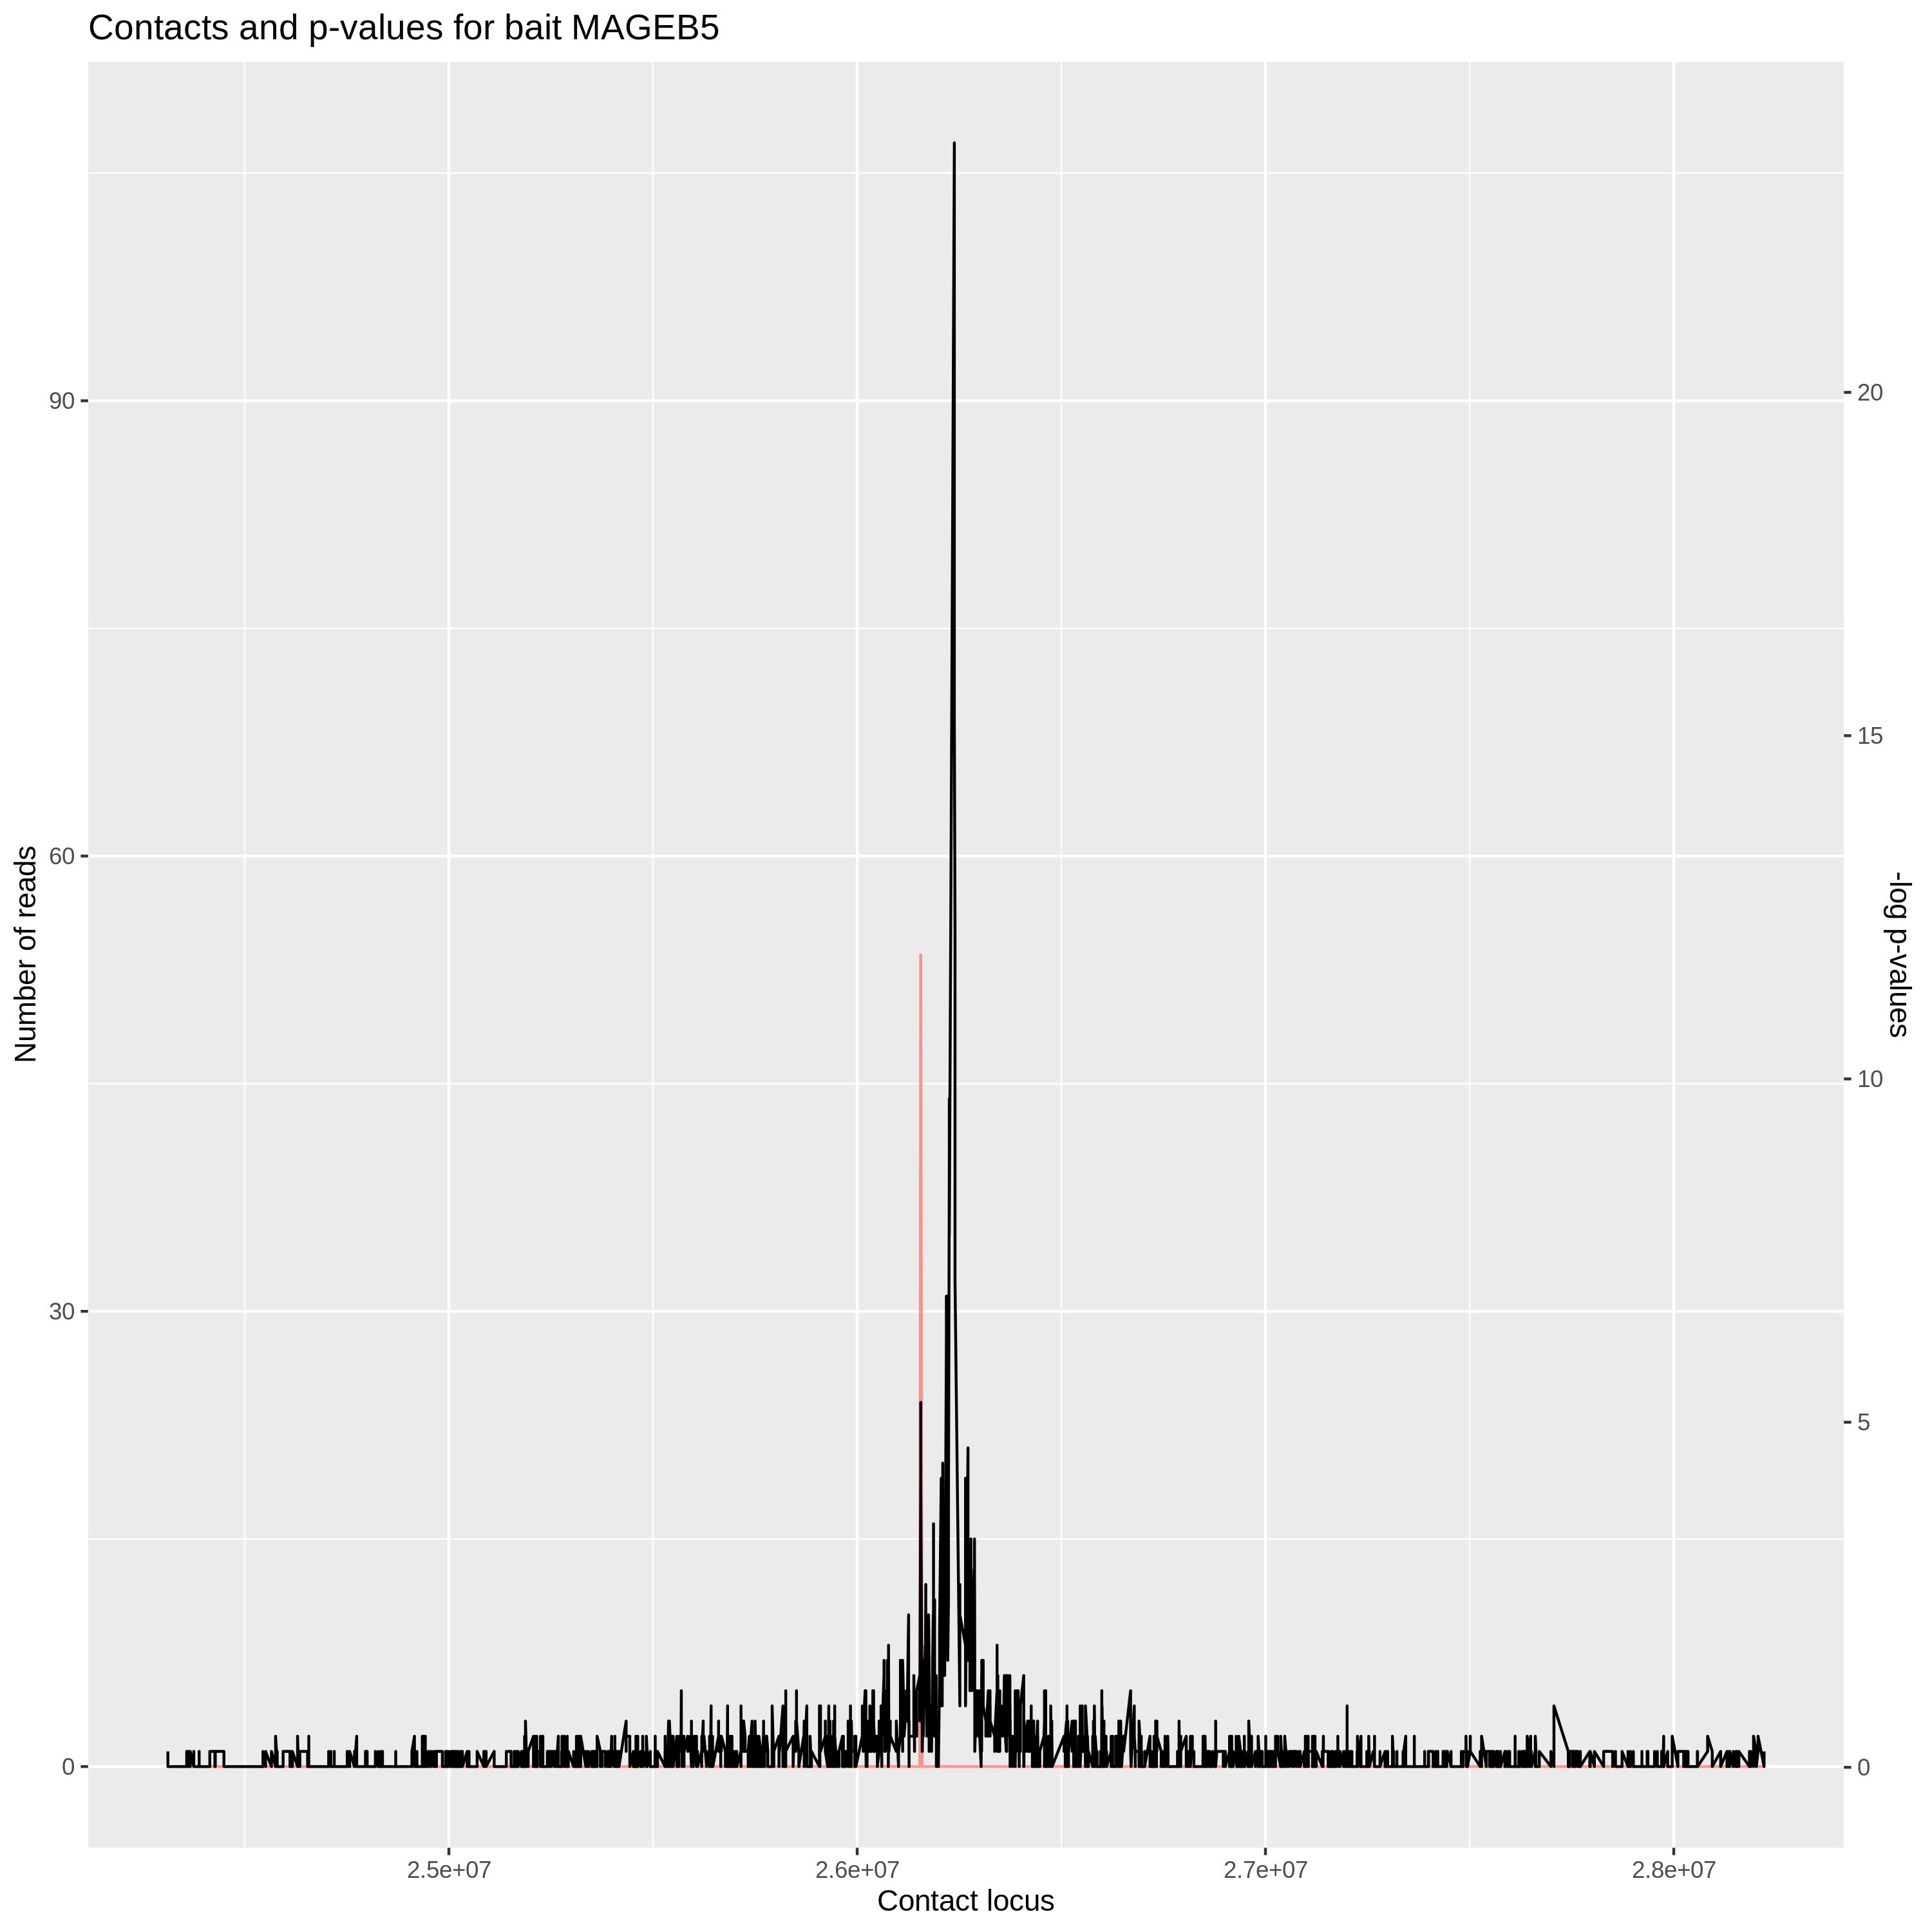 Contacts and p-values for bait MAGEB5
Number of reads
90
60
30
0
20
15
10
5
0
-log p-values
2.5e+07
2.6e+07
2.7e+07
2.8e+07
Contact locus